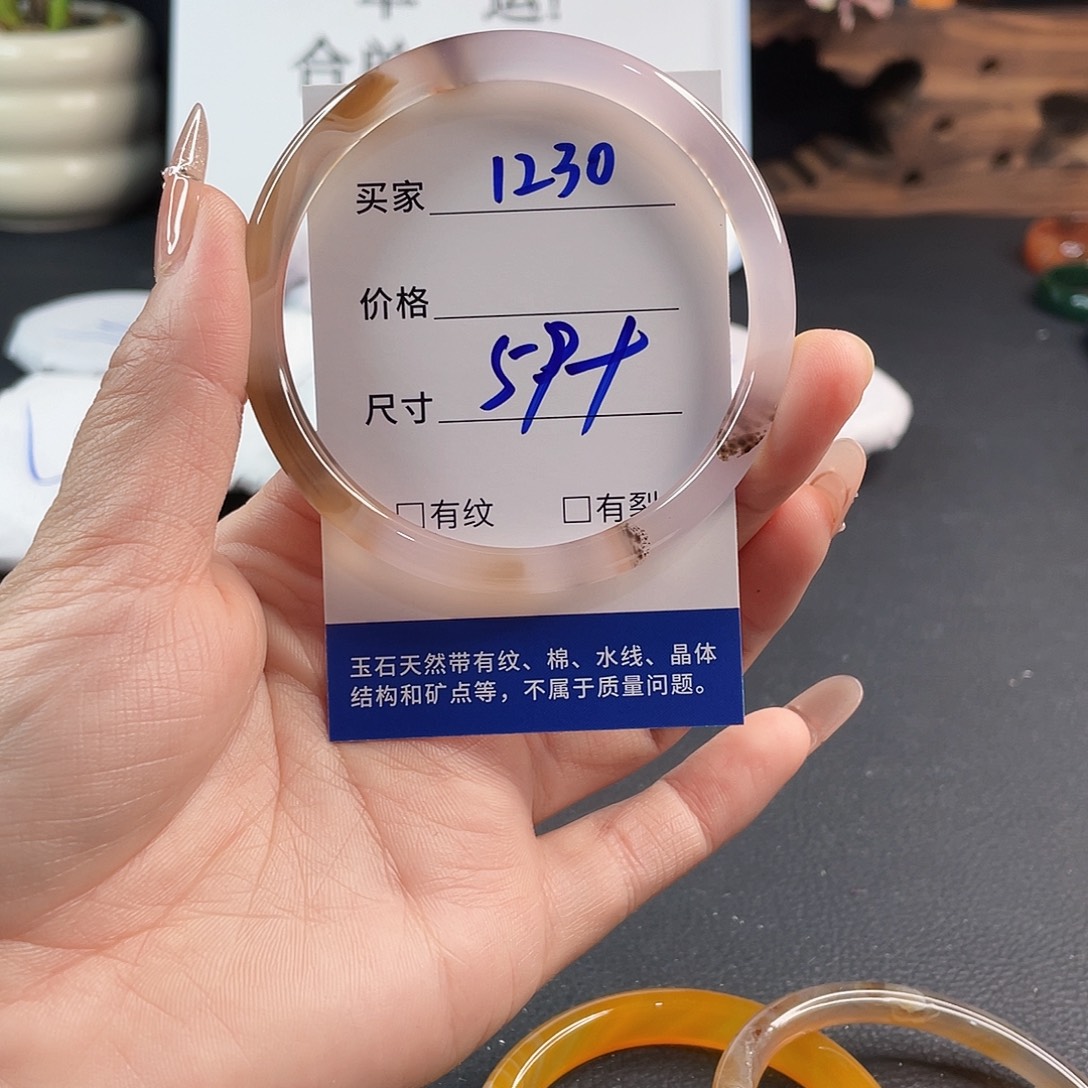 买家 1230
价格
尺寸 59+
□有纹 □有裂
玉石天然带有纹、棉、水线、晶体
结构和矿点等，不属于质量问题。